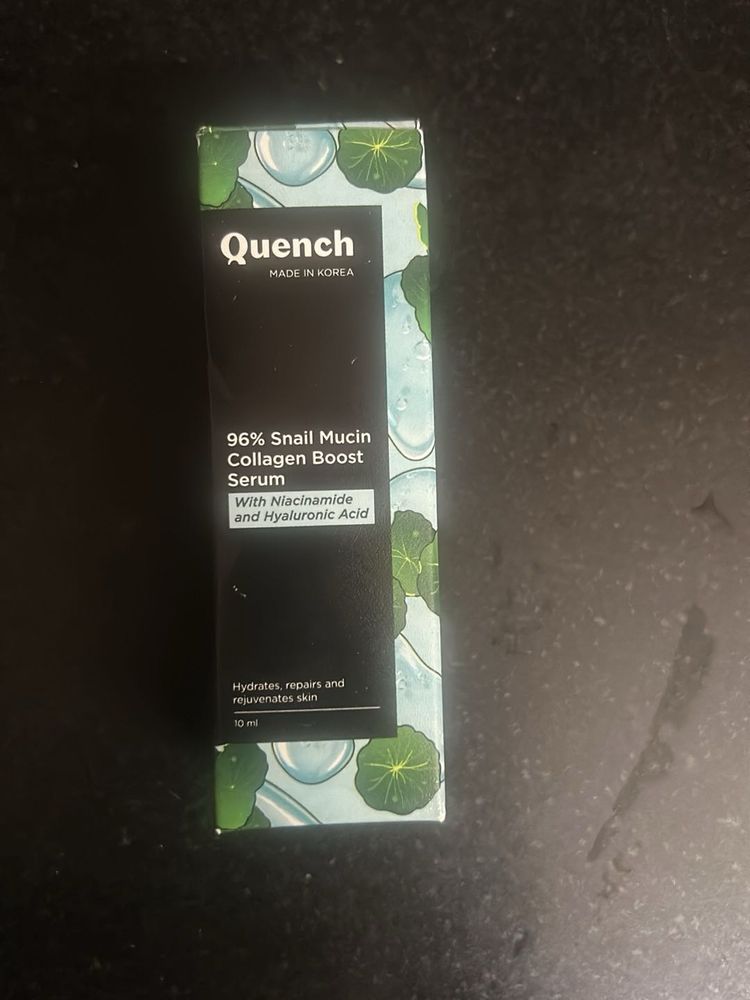 Quench
MADE IN KOREA
96% Snail Mucin
Collagen Boost
Serum
With Niacinamide
and Hyaluronic Acid
Hydrates, repairs and
rejuvenates skin
10 ml